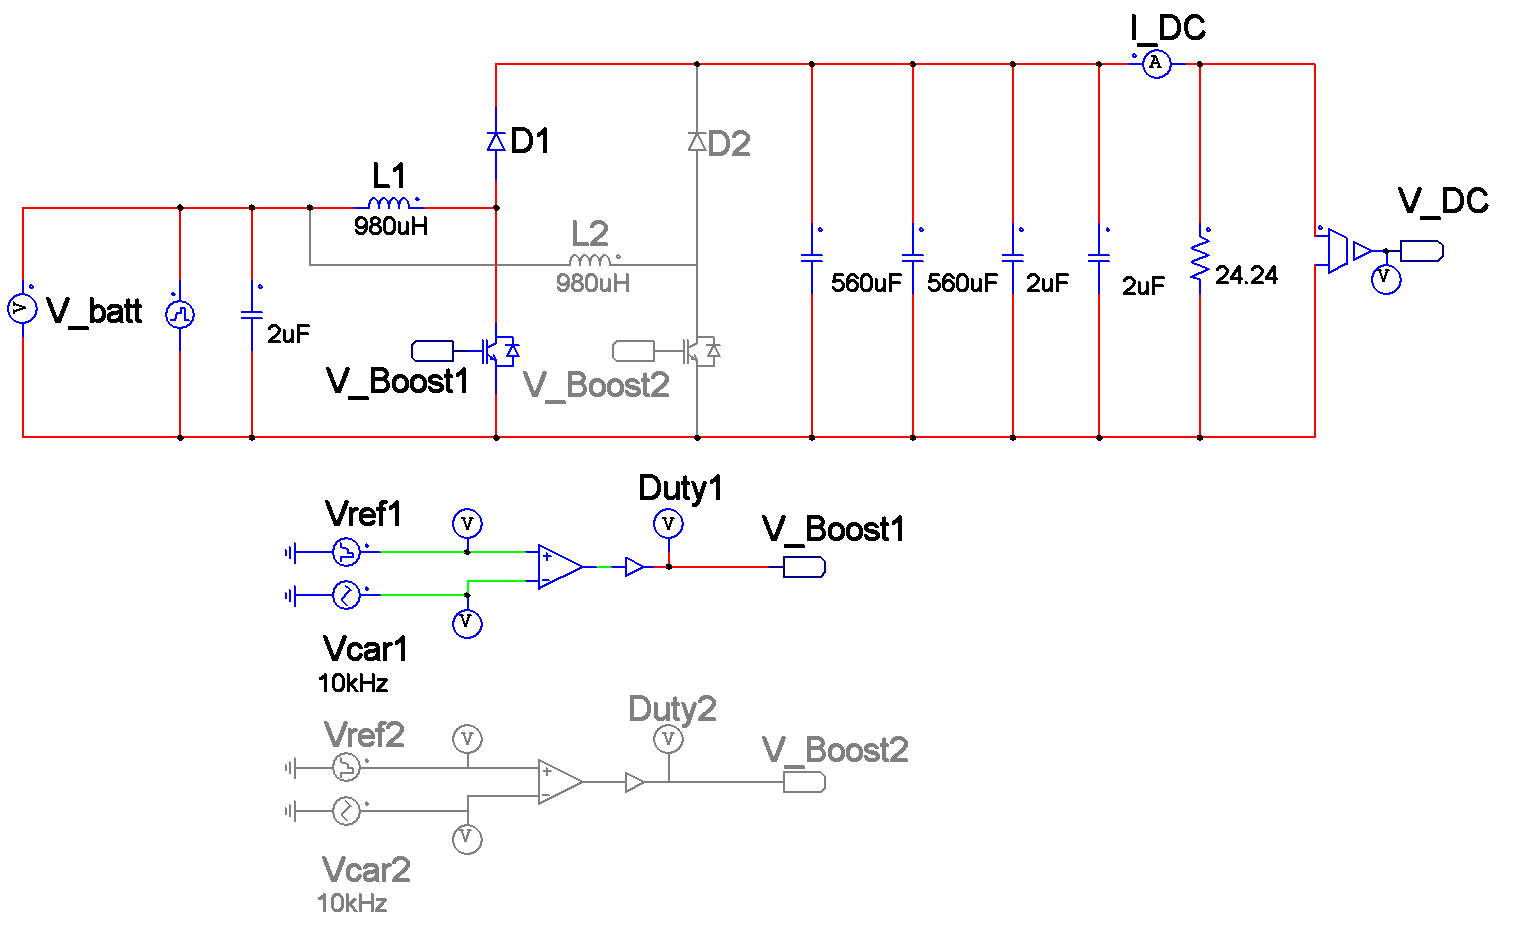 I_DC
D1
D2
L1
980uH
L2
980uH
V_DC
V
V_batt
2uF
560uF
560uF
2uF
2uF
24.24
A
V
V_Boost1
V_Boost2
Vref1
V
Duty1
V
V_Boost1
+
-
V
Vcar1
10kHz
Vref2
V
Duty2
V
V_Boost2
+
-
V
Vcar2
10kHz